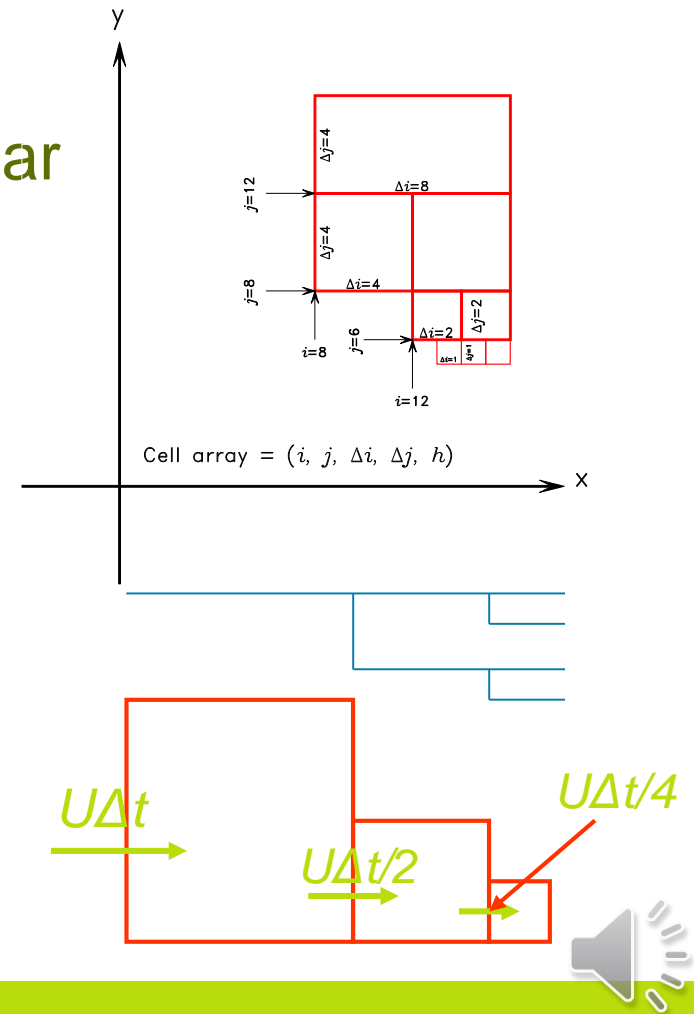 y
ar
Δj=4
Δi=8
j=12
Δj=4
Δi=4
j=8
Δj=2
Δi=2
j=6
i=8
Δi=1
Δj=1
i=12
Cell array = (i, j, Δi, Δj, h)
x
UΔt
UΔt/4
UΔt/2